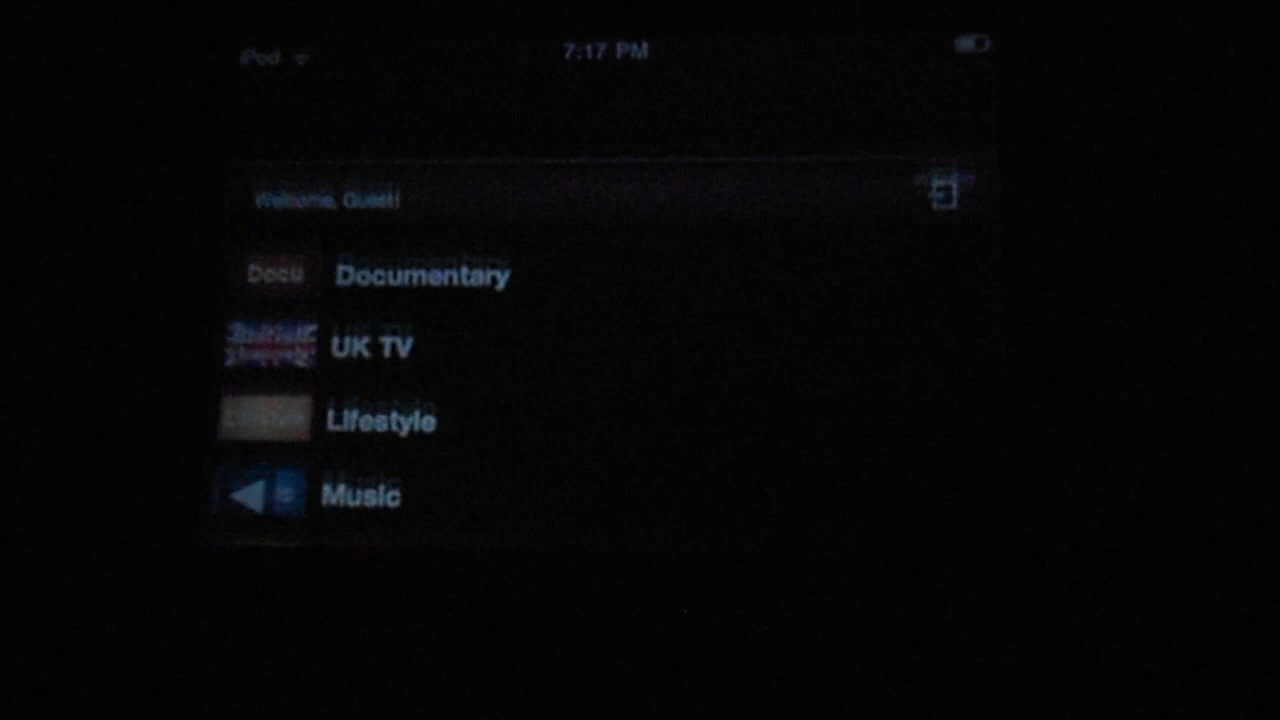 iPod 7:17 PM
Welcome, Guest!
Docu Documentary
UK TV
Lifestyle
Music